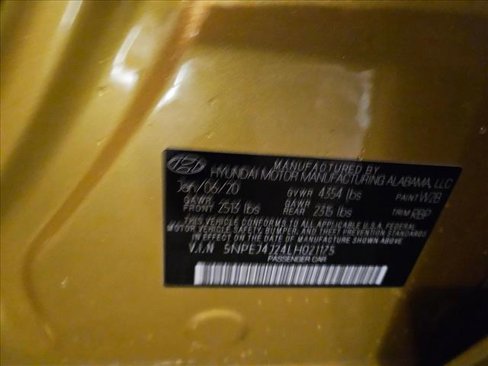 MANUFACTURED BY
HYUNDAI MOTOR MANUFACTURING ALABAMA, LLC
Jan/06/20 GVWR 4354 lbs PAINT W2B
GAWR FRONT 2513 lbs GAWR REAR 2315 lbs TRIM RBP
THIS VEHICLE CONFORMS TO ALL APPLICABLE U.S.A. FEDERAL
MOTOR VEHICLE SAFETY, BUMPER, AND THEFT PREVENTION STANDARDS
IN EFFECT ON THE DATE OF MANUFACTURE SHOWN ABOVE.
V.I.N 5NPEJ4J24LH021175
PASSENGER CAR